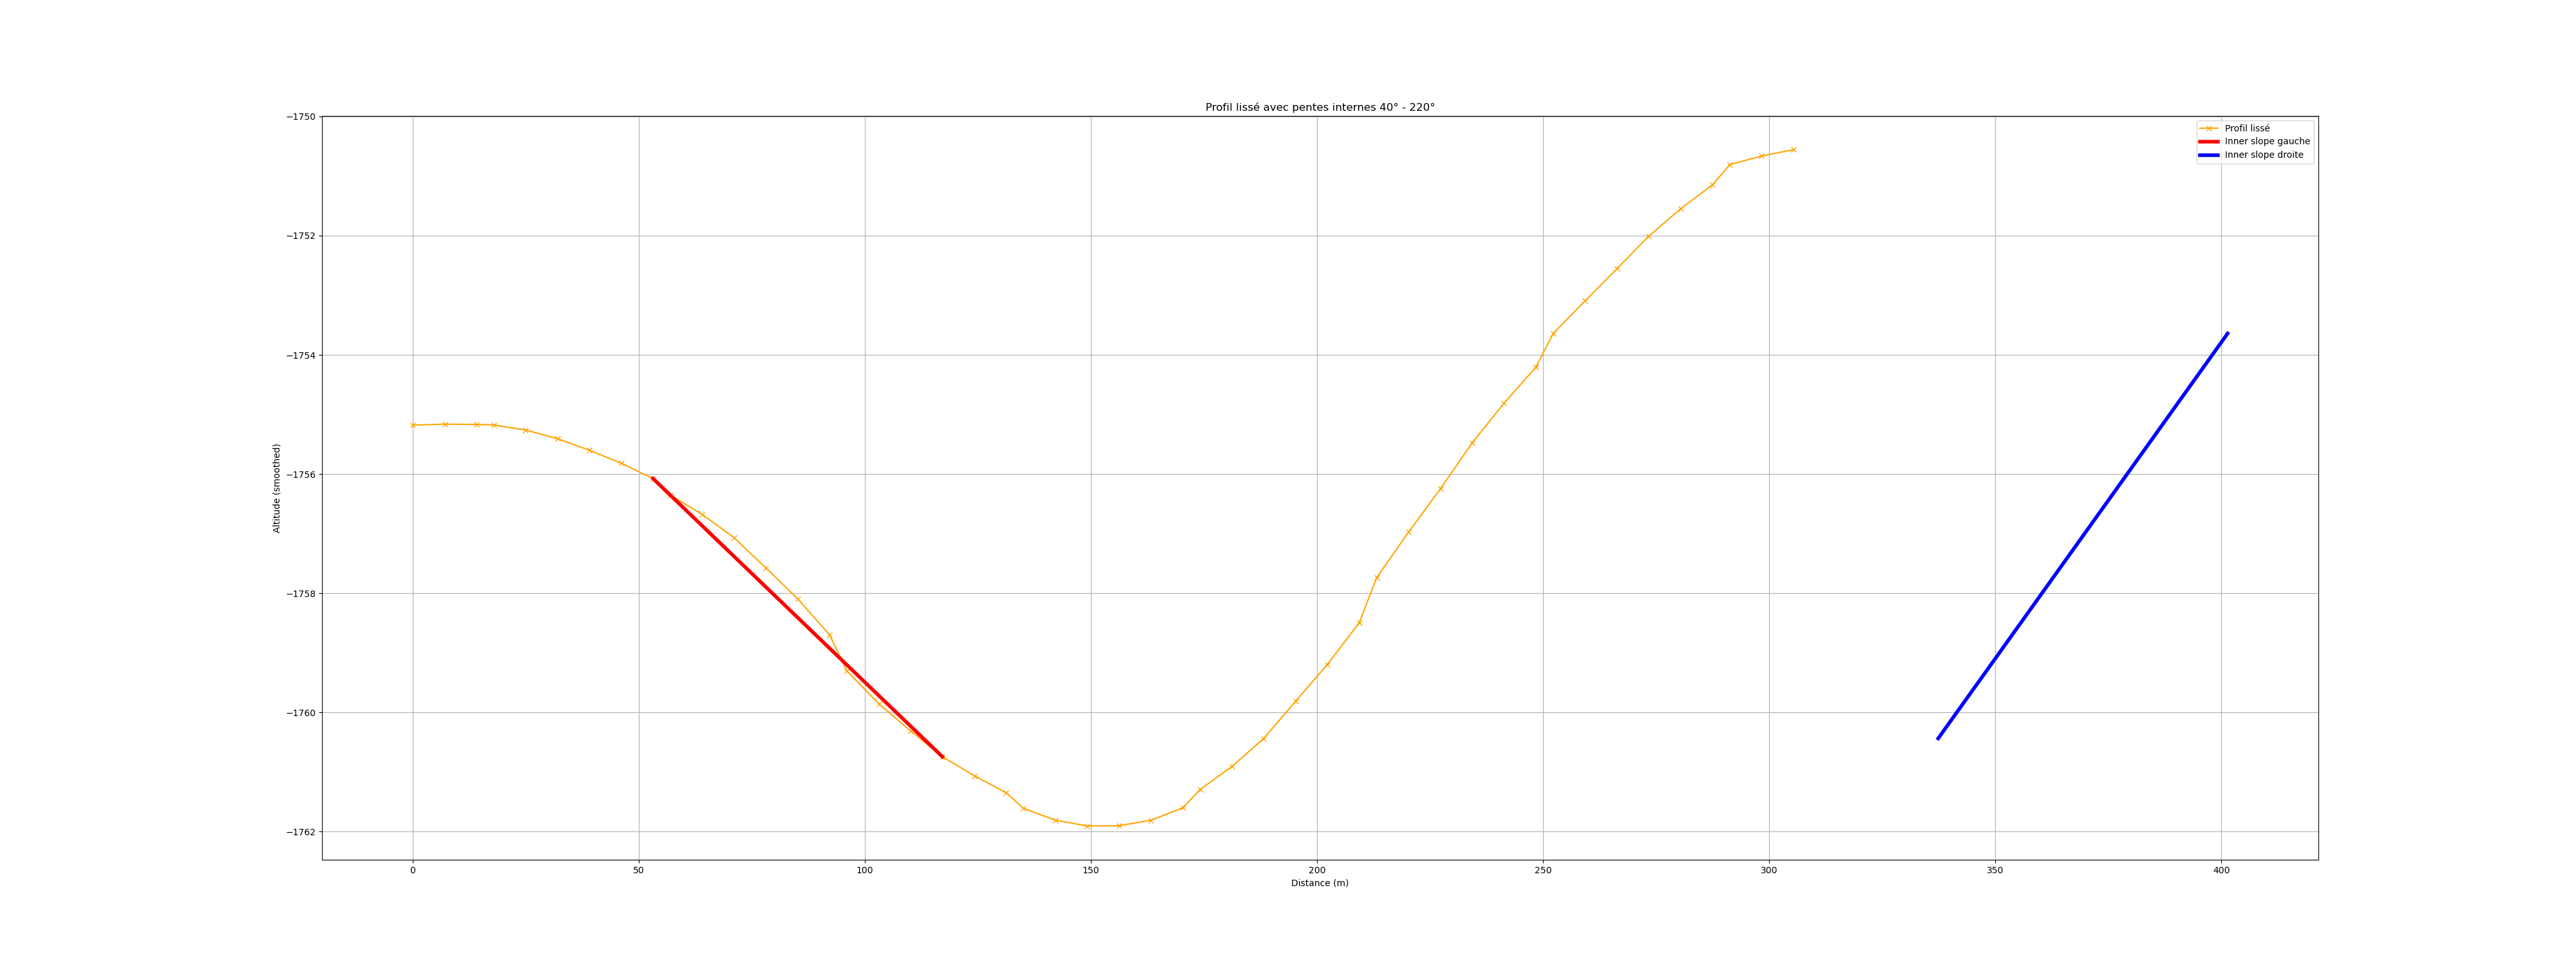 Profil lissé avec pentes internes 40° - 220°
−1750
−1752
−1754
−1756
−1758
−1760
−1762
Altitude (smoothed)
Profil lissé
Inner slope gauche
Inner slope droite
0 50 100 150 200 250 300 350 400
Distance (m)